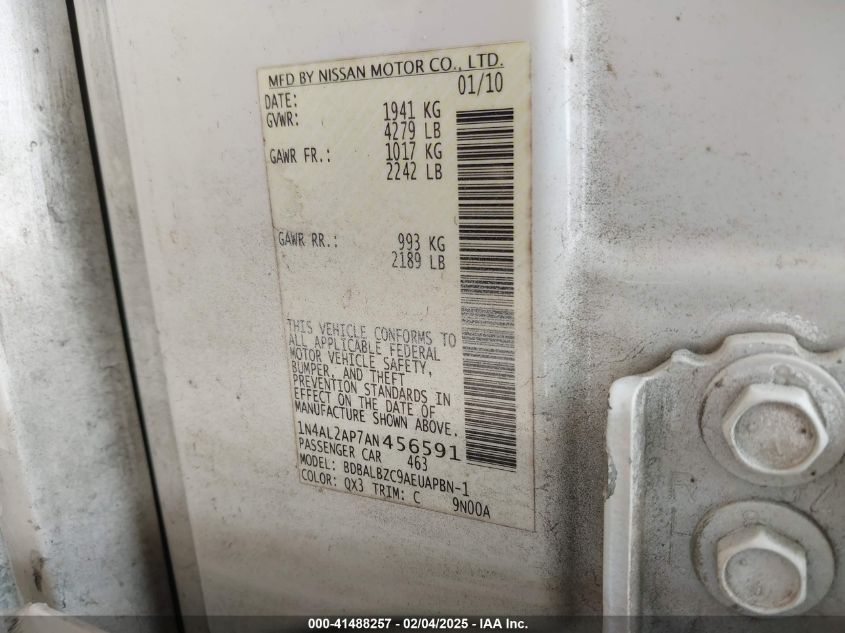 MFD BY NISSAN MOTOR CO., LTD.
DATE: 01/10
GVWR: 1941 KG
4279 LB
GAWR FR.: 1017 KG
2242 LB
GAWR RR.: 993 KG
2189 LB
THIS VEHICLE CONFORMS TO
ALL APPLICABLE FEDERAL
MOTOR VEHICLE SAFETY,
BUMPER, AND THEFT
PREVENTION STANDARDS IN
EFFECT ON THE DATE OF
MANUFACTURE SHOWN ABOVE.
1N4AL2AP7AN456591
PASSENGER CAR 463
MODEL: BDBALBZC9AEUAPBN-1
COLOR: QX3 TRIM: C 9N00A
000-41488257 - 02/04/2025 - IAA Inc.